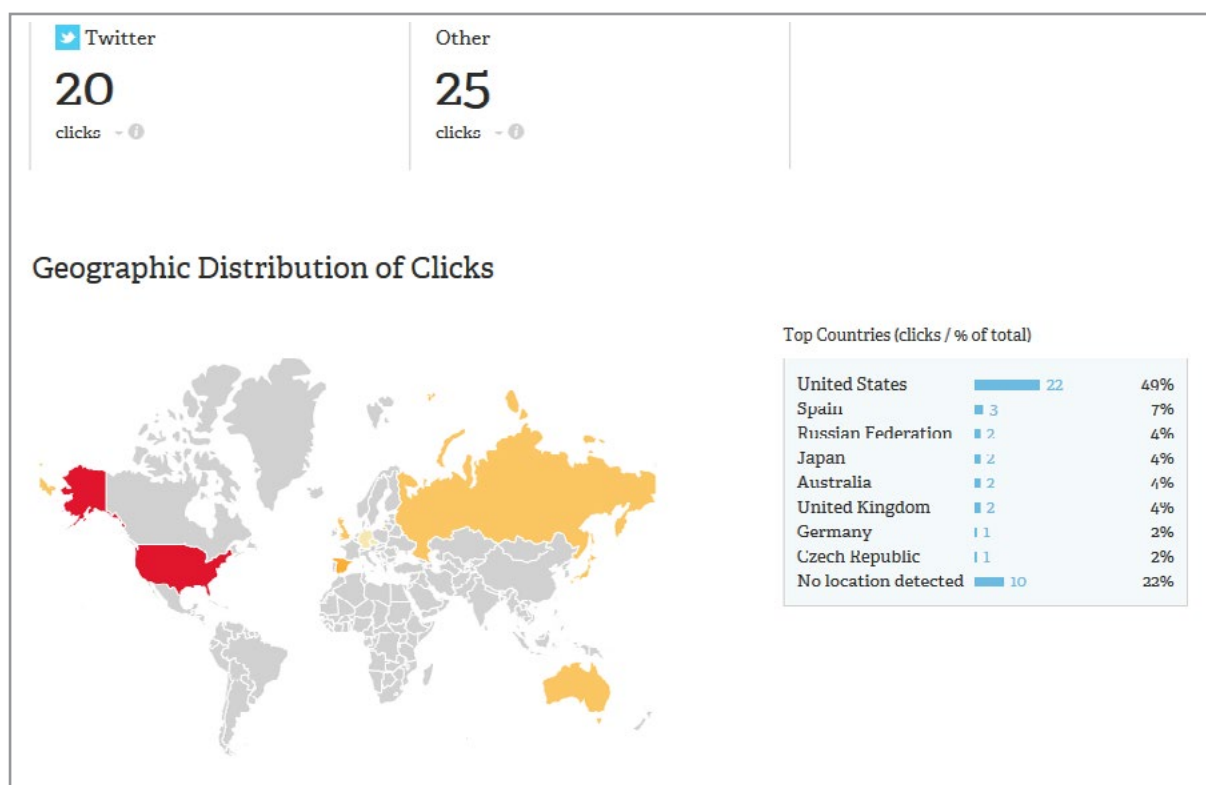 Twitter
20
clicks
Other
25
clicks
Geographic Distribution of Clicks
Top Countries (clicks / % of total)
United States 22 49%
Spain 3 7%
Russian Federation 2 4%
Japan 2 4%
Australia 2 4%
United Kingdom 2 4%
Germany 1 2%
Czech Republic 1 2%
No location detected 10 22%